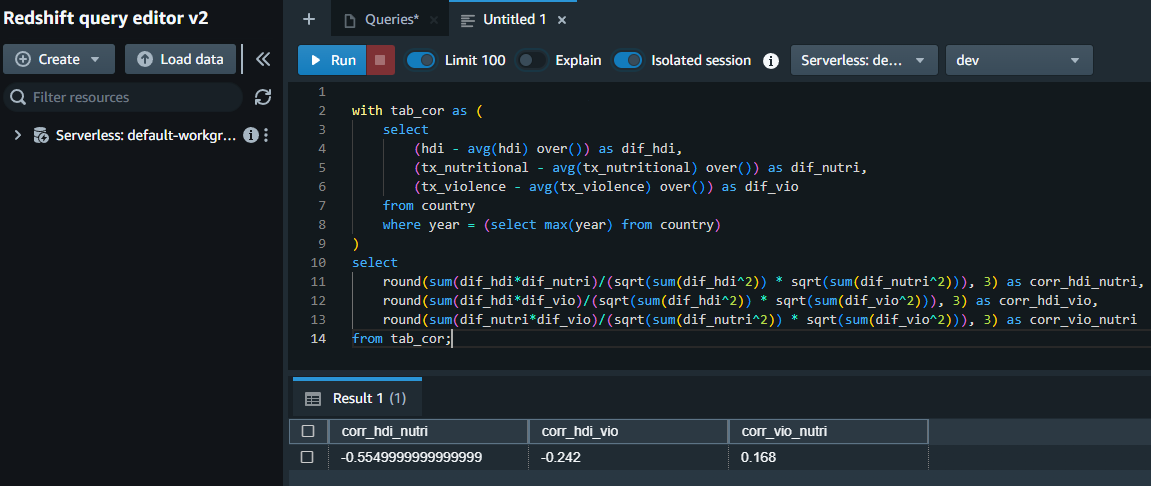 Redshift query editor v2
Create
Load data
Filter resources
Serverless: default-workgr...
Queries*
Untitled 1
Run
Limit 100
Explain
Isolated session
Serverless: de...
dev
1
2 with tab_cor as (
3 select
4 (hdi - avg(hdi) over()) as dif_hdi,
5 (tx_nutritional - avg(tx_nutritional) over()) as dif_nutri,
6 (tx_violence - avg(tx_violence) over()) as dif_vio
7 from country
8 where year = (select max(year) from country)
9 )
10 select
11 round(sum(dif_hdi*dif_nutri)/(sqrt(sum(dif_hdi^2)) * sqrt(sum(dif_nutri^2))), 3) as corr_hdi_nutri,
12 round(sum(dif_hdi*dif_vio)/(sqrt(sum(dif_hdi^2)) * sqrt(sum(dif_vio^2))), 3) as corr_hdi_vio,
13 round(sum(dif_nutri*dif_vio)/(sqrt(sum(dif_nutri^2)) * sqrt(sum(dif_vio^2))), 3) as corr_vio_nutri
14 from tab_cor;
Result 1 (1)
corr_hdi_nutri corr_hdi_vio corr_vio_nutri
-0.5549999999999999 -0.242 0.168